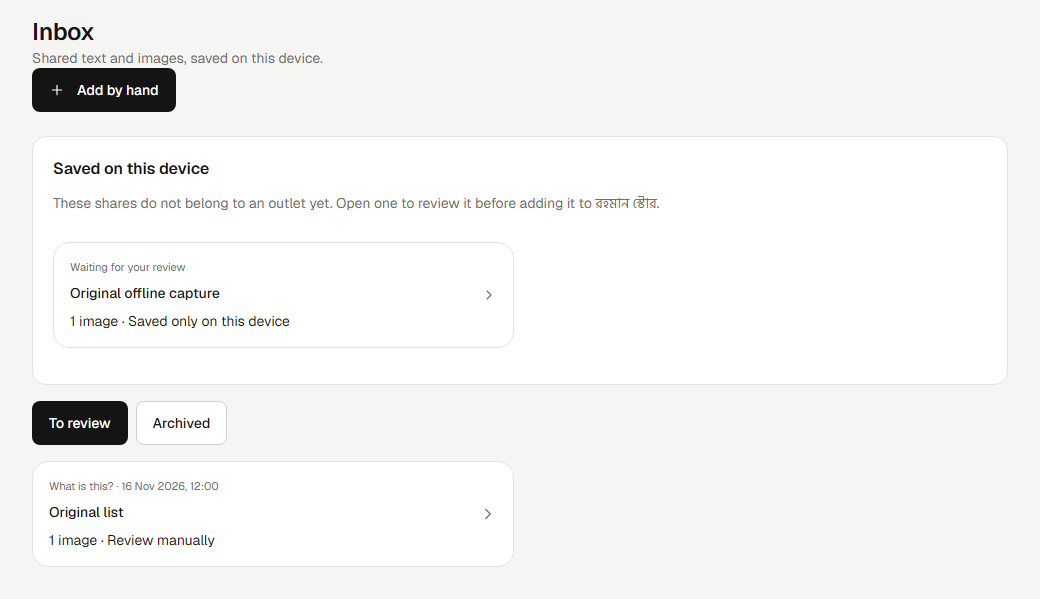 Inbox
Shared text and images, saved on this device.
+ Add by hand
Saved on this device
These shares do not belong to an outlet yet. Open one to review it before adding it to রহমান স্টোর.
Waiting for your review
Original offline capture
1 image · Saved only on this device
To review
Archived
What is this? · 16 Nov 2026, 12:00
Original list
1 image · Review manually